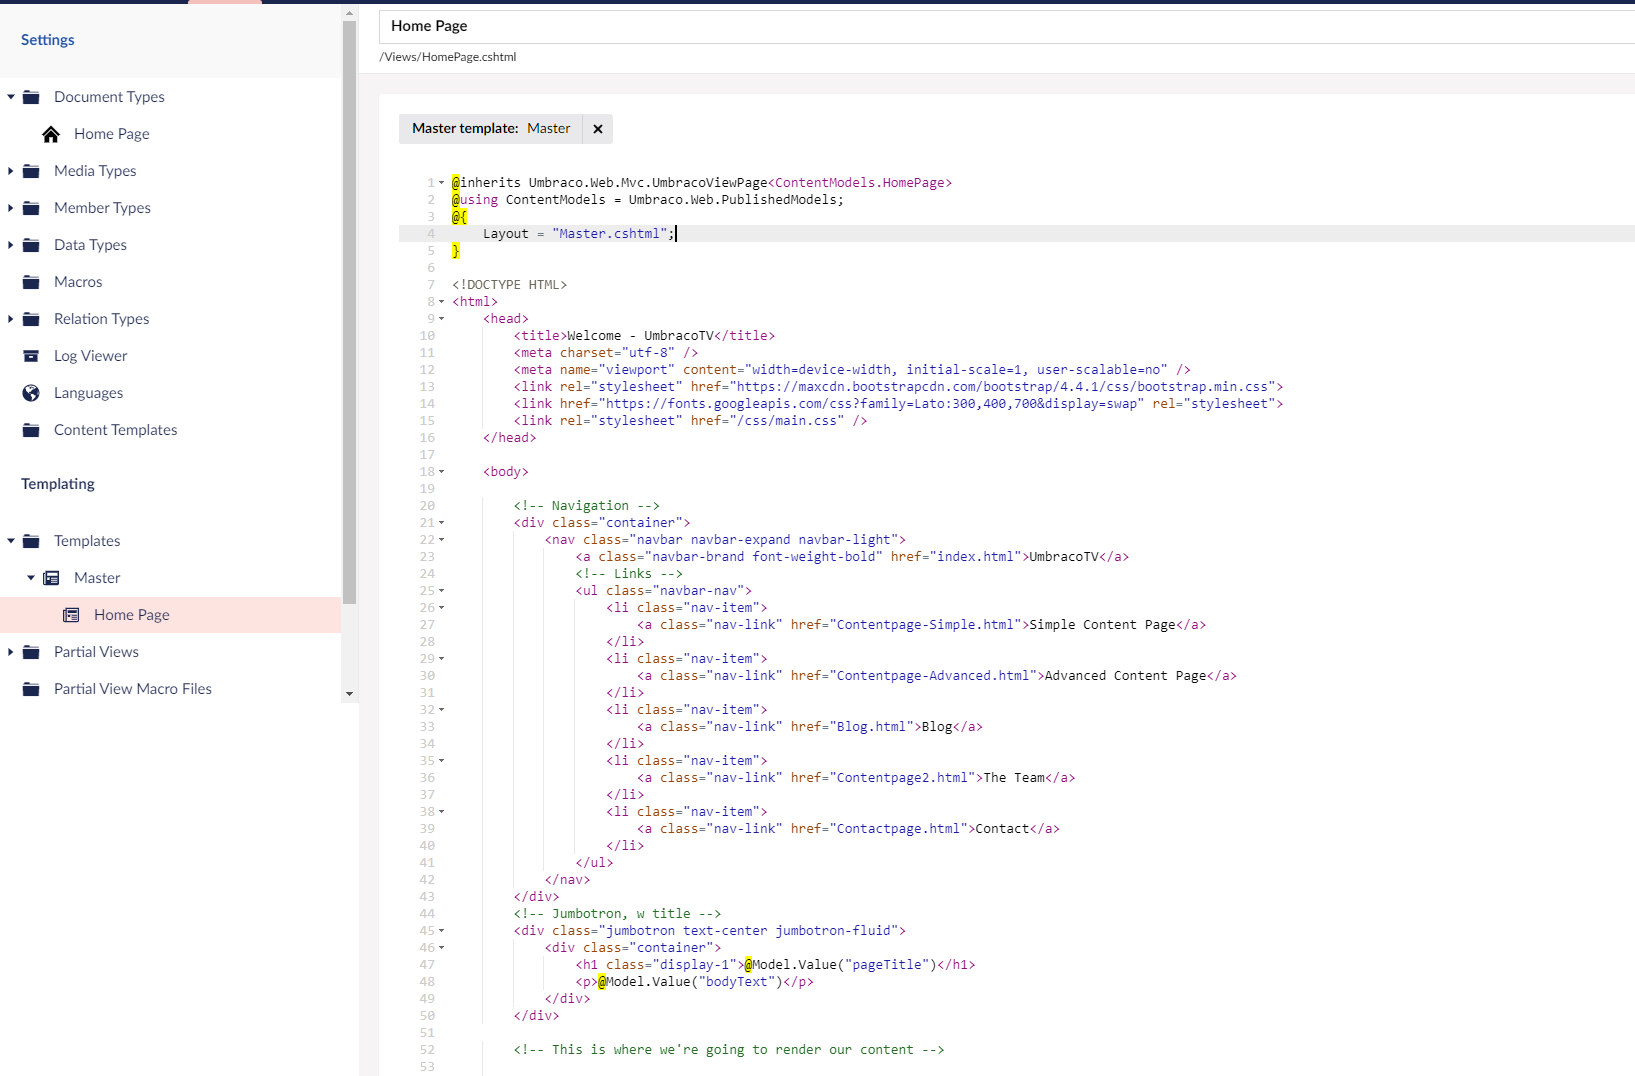 Settings
Document Types
Home Page
Media Types
Member Types
Data Types
Macros
Relation Types
Log Viewer
Languages
Content Templates
Templating
Templates
Master
Home Page
Partial Views
Partial View Macro Files
Home Page
/Views/HomePage.cshtml
Master template: Master ×
1 @inherits Umbraco.Web.Mvc.UmbracoViewPage<ContentModels.HomePage>
2 @using ContentModels = Umbraco.Web.PublishedModels;
3 @{
4     Layout = "Master.cshtml";
5 }
6
7 <!DOCTYPE HTML>
8 <html>
9     <head>
10         <title>Welcome - UmbracoTV</title>
11         <meta charset="utf-8" />
12         <meta name="viewport" content="width=device-width, initial-scale=1, user-scalable=no" />
13         <link rel="stylesheet" href="https://maxcdn.bootstrapcdn.com/bootstrap/4.4.1/css/bootstrap.min.css">
14         <link href="https://fonts.googleapis.com/css?family=Lato:300,400,700&display=swap" rel="stylesheet">
15         <link rel="stylesheet" href="/css/main.css" />
16     </head>
17
18     <body>
19
20         <!-- Navigation -->
21         <div class="container">
22             <nav class="navbar navbar-expand navbar-light">
23                 <a class="navbar-brand font-weight-bold" href="index.html">UmbracoTV</a>
24                 <!-- Links -->
25                 <ul class="navbar-nav">
26                     <li class="nav-item">
27                         <a class="nav-link" href="Contentpage-Simple.html">Simple Content Page</a>
28                     </li>
29                     <li class="nav-item">
30                         <a class="nav-link" href="Contentpage-Advanced.html">Advanced Content Page</a>
31                     </li>
32                     <li class="nav-item">
33                         <a class="nav-link" href="Blog.html">Blog</a>
34                     </li>
35                     <li class="nav-item">
36                         <a class="nav-link" href="Contentpage2.html">The Team</a>
37                     </li>
38                     <li class="nav-item">
39                         <a class="nav-link" href="Contactpage.html">Contact</a>
40                     </li>
41                 </ul>
42             </nav>
43         </div>
44         <!-- Jumbotron, w title -->
45         <div class="jumbotron text-center jumbotron-fluid">
46             <div class="container">
47                 <h1 class="display-1">@Model.Value("pageTitle")</h1>
48                 <p>@Model.Value("bodyText")</p>
49             </div>
50         </div>
51
52         <!-- This is where we're going to render our content -->
53